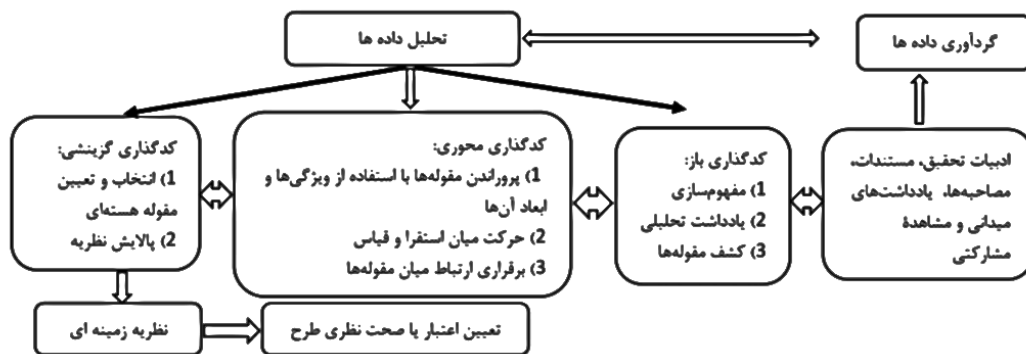 گردآوری داده ها
تحلیل داده ها
ادبیات تحقیق، مستندات،
مصاحبه‌ها، یادداشت‌های
میدانی و مشاهدهٔ
مشارکتی
کدگذاری باز:
1) مفهوم‌سازی
2) یادداشت تحلیلی
3) کشف مقوله‌ها
کدگذاری محوری:
1) پروراندن مقوله‌ها با استفاده از ویژگی‌ها و
ابعاد آن‌ها
2) حرکت میان استقرا و قیاس
3) برقراری ارتباط میان مقوله‌ها
کدگذاری گزینشی:
1) انتخاب و تعیین
مقوله هسته‌ای
2) پالایش نظریه
نظریه زمینه ای
تعیین اعتبار یا صحت نظری طرح